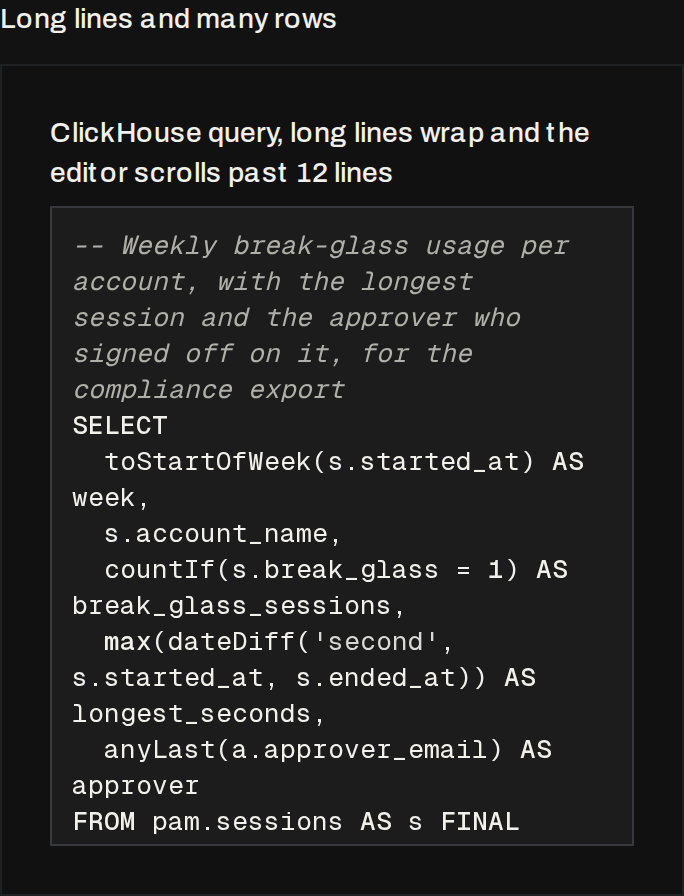 Long lines and many rows
ClickHouse query, long lines wrap and the
editor scrolls past 12 lines
-- Weekly break-glass usage per
account, with the longest
session and the approver who
signed off on it, for the
compliance export
SELECT
  toStartOfWeek(s.started_at) AS
week,
  s.account_name,
  countIf(s.break_glass = 1) AS
break_glass_sessions,
  max(dateDiff('second',
s.started_at, s.ended_at)) AS
longest_seconds,
  anyLast(a.approver_email) AS
approver
FROM pam.sessions AS s FINAL